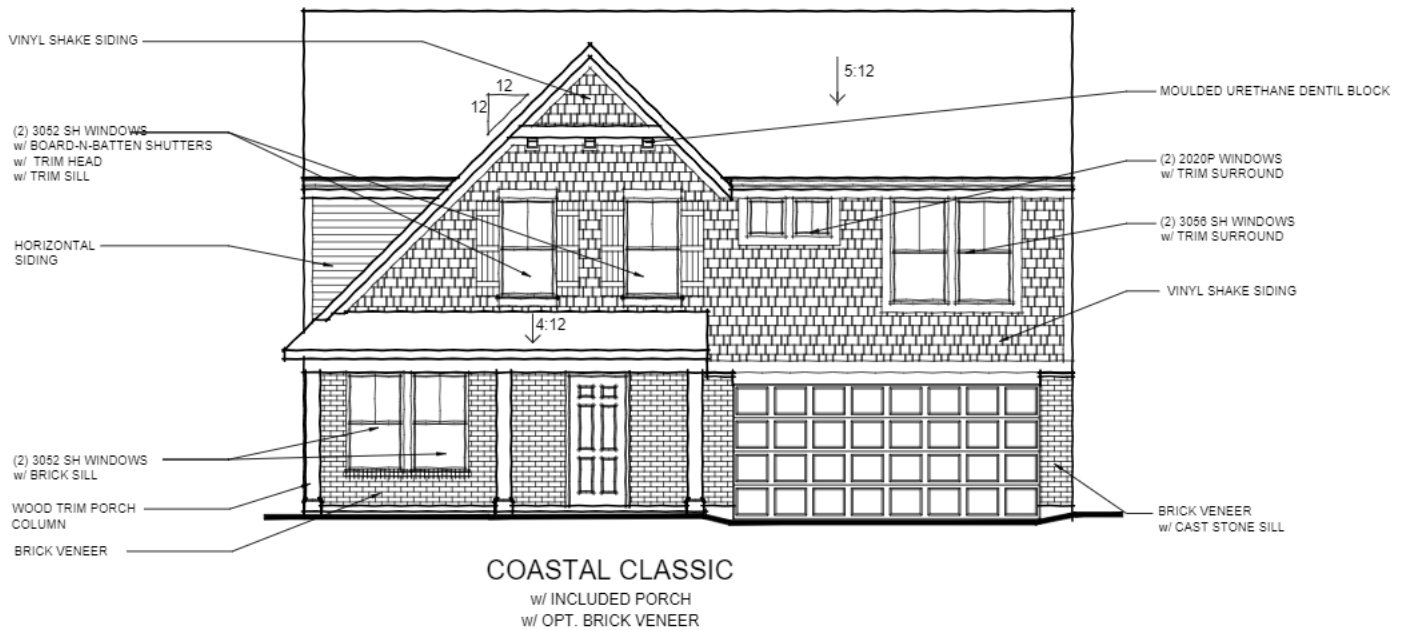 VINYL SHAKE SIDING
12
12
5:12
MOULDED URETHANE DENTIL BLOCK
(2) 3052 SH WINDOWS
w/ BOARD-N-BATTEN SHUTTERS
w/ TRIM HEAD
w/ TRIM SILL
(2) 2020P WINDOWS
w/ TRIM SURROUND
(2) 3056 SH WINDOWS
w/ TRIM SURROUND
HORIZONTAL
SIDING
VINYL SHAKE SIDING
4:12
(2) 3052 SH WINDOWS
w/ BRICK SILL
WOOD TRIM PORCH
COLUMN
BRICK VENEER
BRICK VENEER
w/ CAST STONE SILL
COASTAL CLASSIC
w/ INCLUDED PORCH
w/ OPT. BRICK VENEER